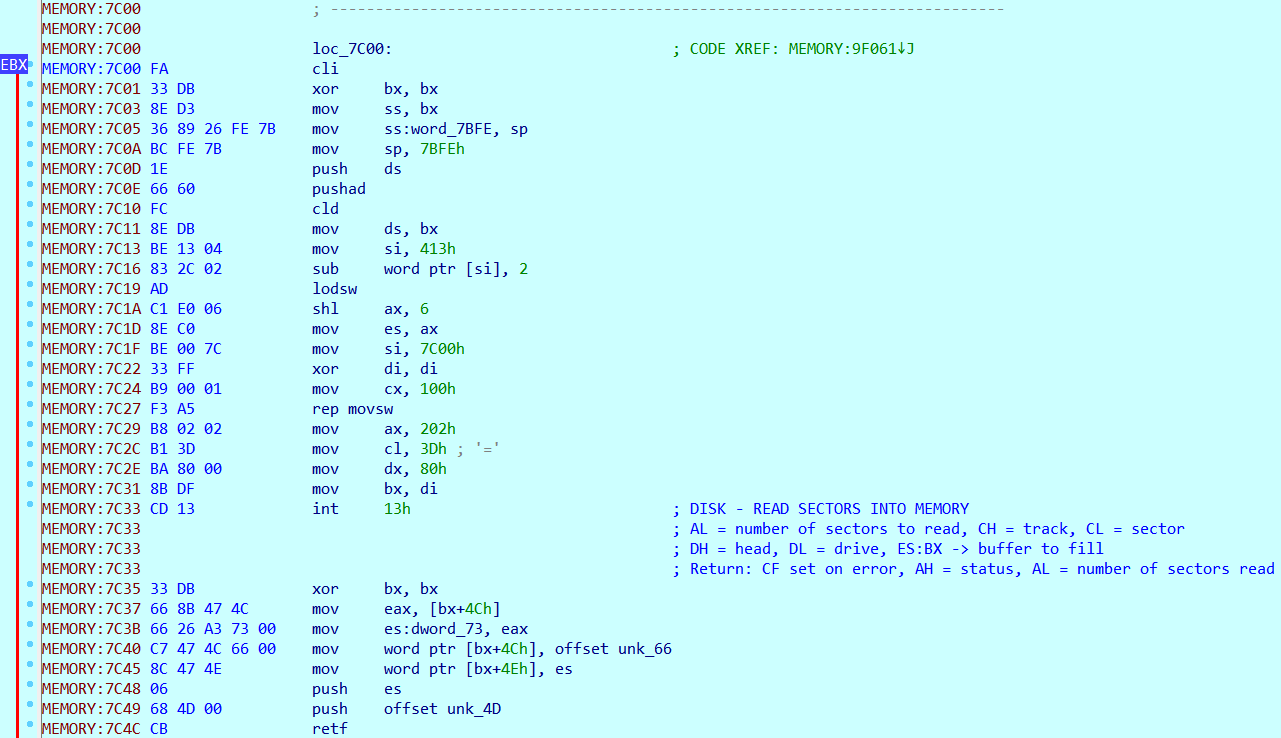 MEMORY:7C00 ; ---------------------------------------------------------------------------
MEMORY:7C00
MEMORY:7C00 loc_7C00: ; CODE XREF: MEMORY:9F061↓J
EBX
MEMORY:7C00 FA cli
MEMORY:7C01 33 DB xor bx, bx
MEMORY:7C03 8E D3 mov ss, bx
MEMORY:7C05 36 89 26 FE 7B mov ss:word_7BFE, sp
MEMORY:7C0A BC FE 7B mov sp, 7BFEh
MEMORY:7C0D 1E push ds
MEMORY:7C0E 66 60 pushad
MEMORY:7C10 FC cld
MEMORY:7C11 8E DB mov ds, bx
MEMORY:7C13 BE 13 04 mov si, 413h
MEMORY:7C16 83 2C 02 sub word ptr [si], 2
MEMORY:7C19 AD lodsw
MEMORY:7C1A C1 E0 06 shl ax, 6
MEMORY:7C1D 8E C0 mov es, ax
MEMORY:7C1F BE 00 7C mov si, 7C00h
MEMORY:7C22 33 FF xor di, di
MEMORY:7C24 B9 00 01 mov cx, 100h
MEMORY:7C27 F3 A5 rep movsw
MEMORY:7C29 B8 02 02 mov ax, 202h
MEMORY:7C2C B1 3D mov cl, 3Dh ; '='
MEMORY:7C2E BA 80 00 mov dx, 80h
MEMORY:7C31 8B DF mov bx, di
MEMORY:7C33 CD 13 int 13h ; DISK - READ SECTORS INTO MEMORY
MEMORY:7C33 ; AL = number of sectors to read, CH = track, CL = sector
MEMORY:7C33 ; DH = head, DL = drive, ES:BX -> buffer to fill
MEMORY:7C33 ; Return: CF set on error, AH = status, AL = number of sectors read
MEMORY:7C35 33 DB xor bx, bx
MEMORY:7C37 66 8B 47 4C mov eax, [bx+4Ch]
MEMORY:7C3B 66 26 A3 73 00 mov es:dword_73, eax
MEMORY:7C40 C7 47 4C 66 00 mov word ptr [bx+4Ch], offset unk_66
MEMORY:7C45 8C 47 4E mov word ptr [bx+4Eh], es
MEMORY:7C48 06 push es
MEMORY:7C49 68 4D 00 push offset unk_4D
MEMORY:7C4C CB retf